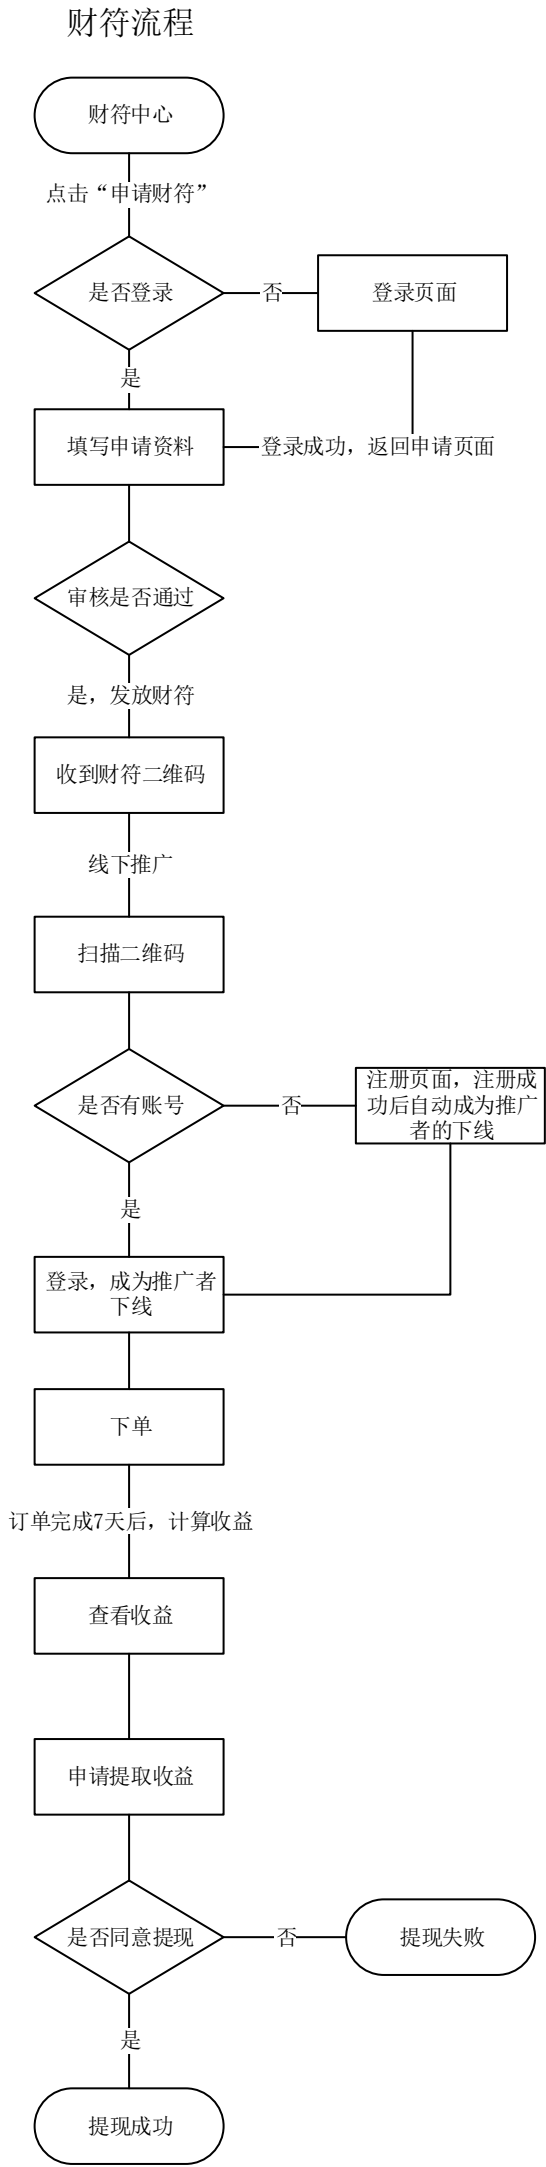 财符流程
财符中心
点击“申请财符”
是否登录
否
登录页面
是
填写申请资料
登录成功，返回申请页面
审核是否通过
是，发放财符
收到财符二维码
线下推广
扫描二维码
是否有账号
否
注册页面，注册成
功后自动成为推广
者的下线
是
登录，成为推广者
下线
下单
订单完成7天后，计算收益
查看收益
申请提取收益
是否同意提现
否
提现失败
是
提现成功